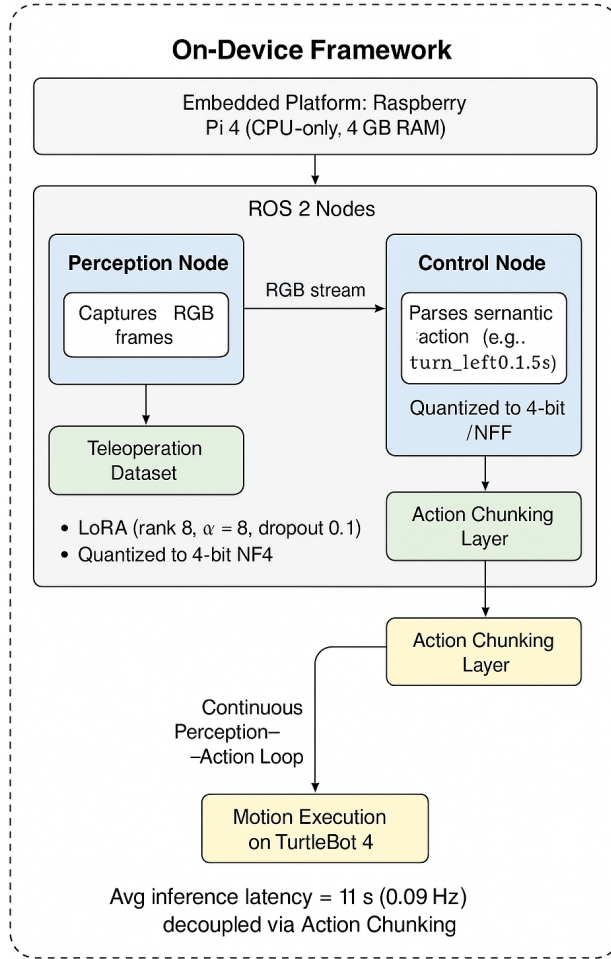 On-Device Framework
Embedded Platform: Raspberry
Pi 4 (CPU-only, 4 GB RAM)
ROS 2 Nodes
Perception Node
Captures RGB
frames
RGB stream
Control Node
Parses sernantic
:action (e.g..
turn_left0.1.5s)
Quantized to 4-bit
/NFF
Teleoperation
Dataset
• LoRA (rank 8, α = 8, dropout 0.1)
• Quantized to 4-bit NF4
Action Chunking
Layer
Action Chunking
Layer
Continuous
Perception–
–Action Loop
Motion Execution
on TurtleBot 4
Avg inference latency = 11 s (0.09 Hz)
decoupled via Action Chunking